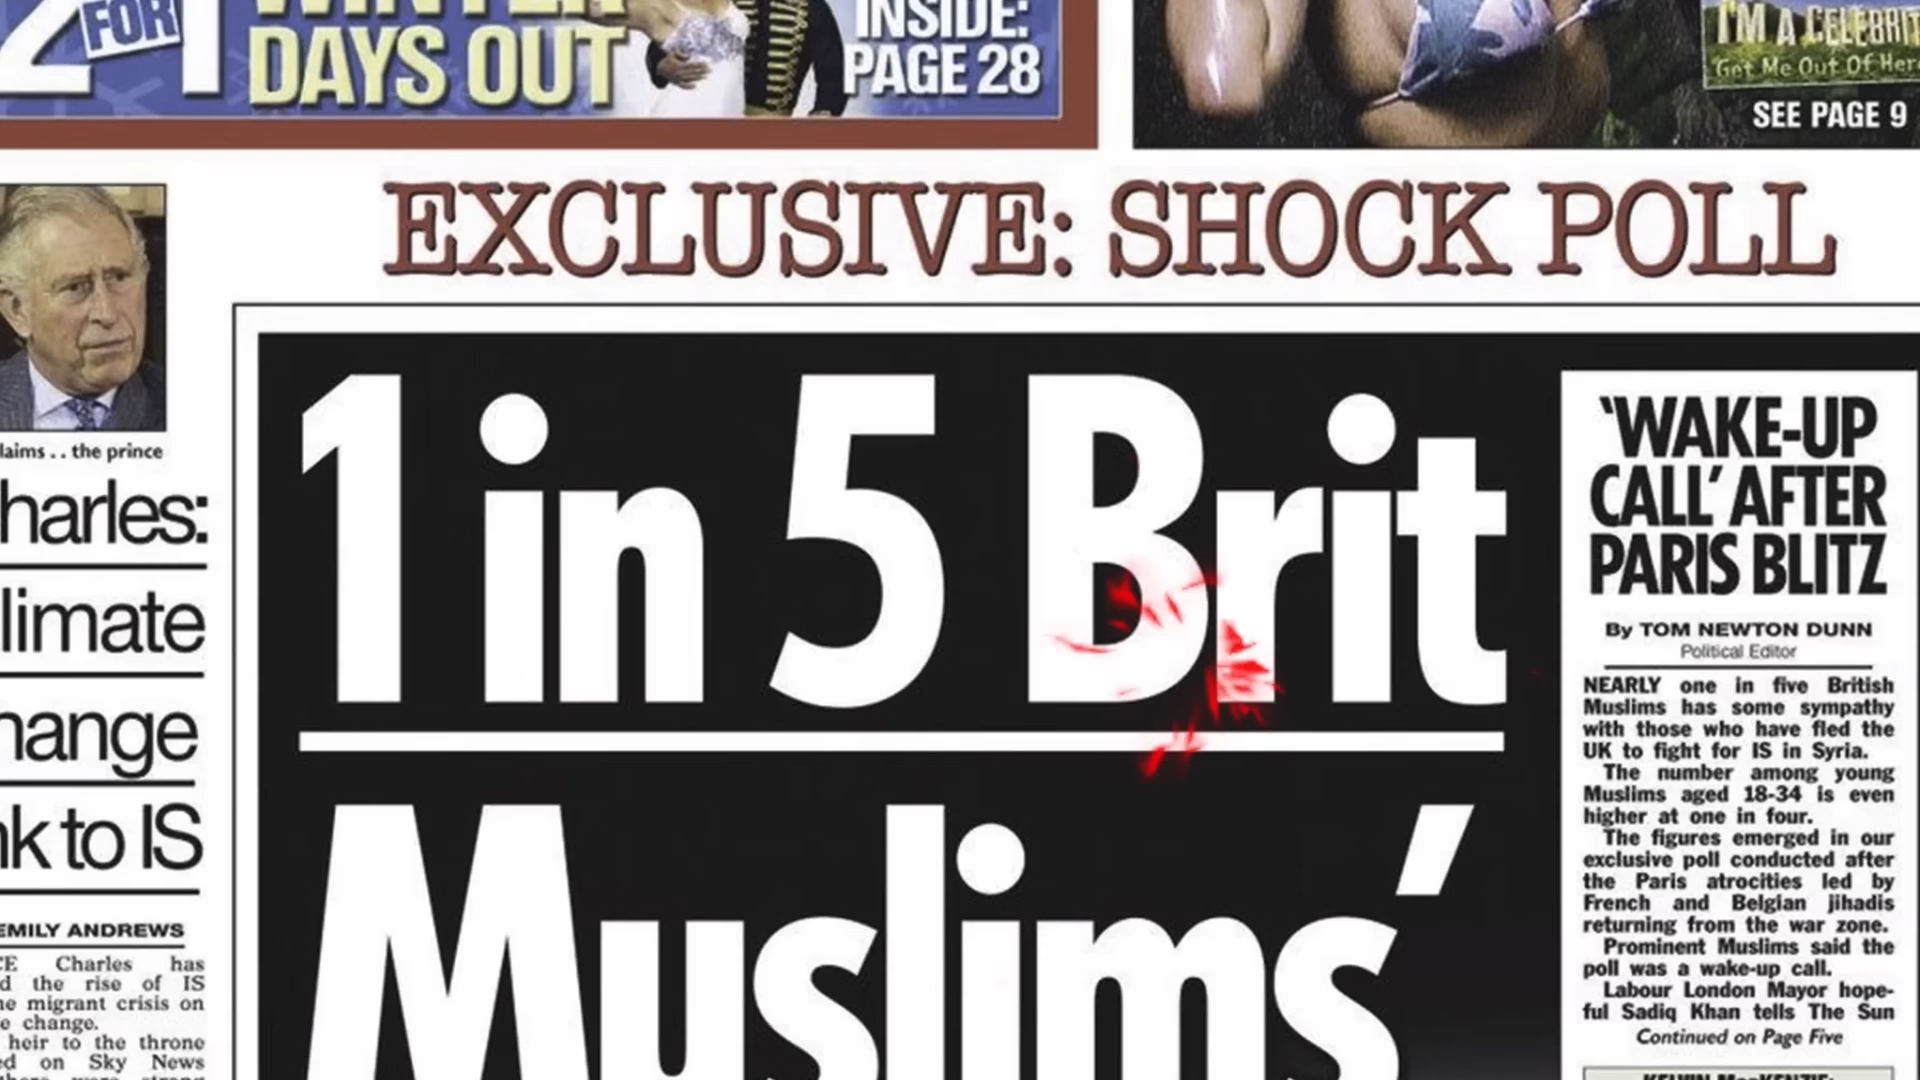 2 FOR 1
WINTER
DAYS OUT
INSIDE:
PAGE 28
I'M A CELEBRIT
Get Me Out Of Here
SEE PAGE 9
EXCLUSIVE: SHOCK POLL
laims . . the prince
harles:
limate
hange
nk to IS
EMILY ANDREWS
CE Charles has
d the rise of IS
he migrant crisis on
e change.
heir to the throne
ed on Sky News
1 in 5 Brit
Muslims'
'WAKE-UP
CALL' AFTER
PARIS BLITZ
By TOM NEWTON DUNN
Political Editor
NEARLY one in five British
Muslims has some sympathy
with those who have fled the
UK to fight for IS in Syria.
The number among young
Muslims aged 18-34 is even
higher at one in four.
The figures emerged in our
exclusive poll conducted after
the Paris atrocities led by
French and Belgian jihadis
returning from the war zone.
Prominent Muslims said the
poll was a wake-up call.
Labour London Mayor hope-
ful Sadiq Khan tells The Sun
Continued on Page Five
KELVIN MacKENZIE: